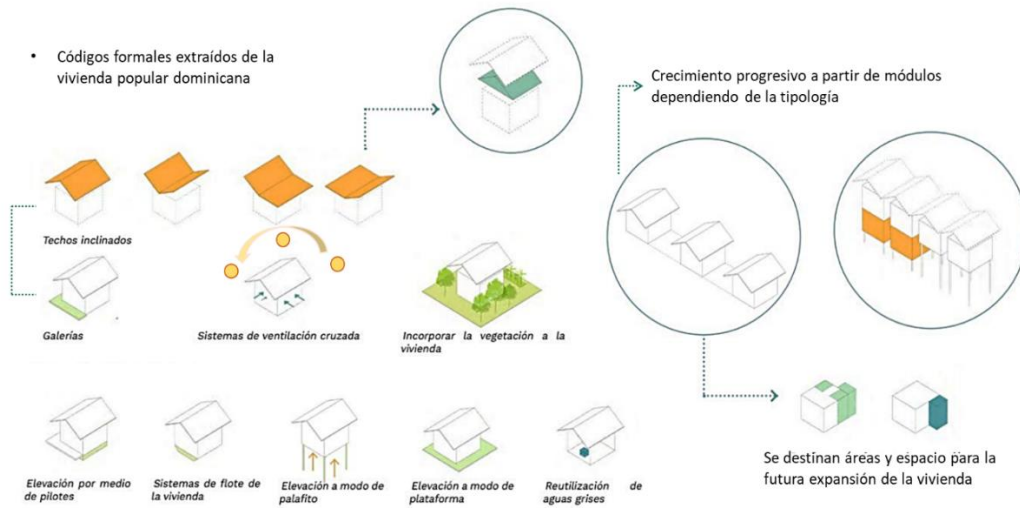 • Códigos formales extraídos de la
vivienda popular dominicana
Crecimiento progresivo a partir de módulos
dependiendo de la tipología
Techos inclinados
Galerías
Sistemas de ventilación cruzada
Incorporar la vegetación a la
vivienda
Elevación por medio
de pilotes
Sistemas de flote de
la vivienda
Elevación a modo de
palafito
Elevación a modo de
plataforma
Reutilización de
aguas grises
Se destínan áreas y espacio para la
futura expansión de la vivienda